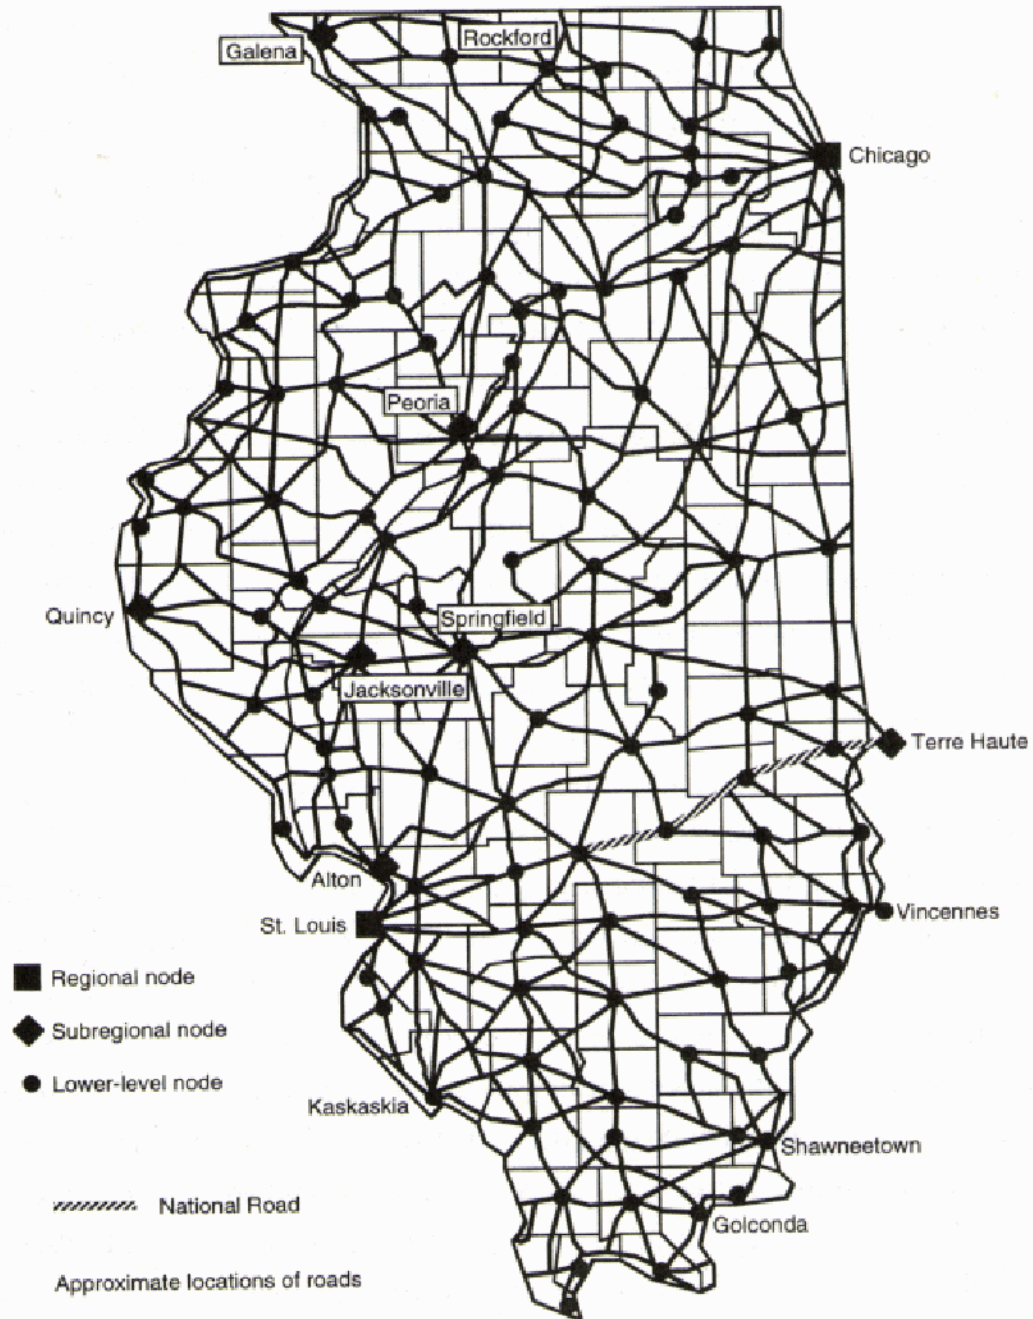 Rockford
Galena
Chicago
Peoria
Quincy
Springfield
Jacksonville
Terre Haute
Alton
St. Louis
Vincennes
Regional node
Subregional node
Lower-level node
Kaskaskia
Shawneetown
National Road
Golconda
Approximate locations of roads